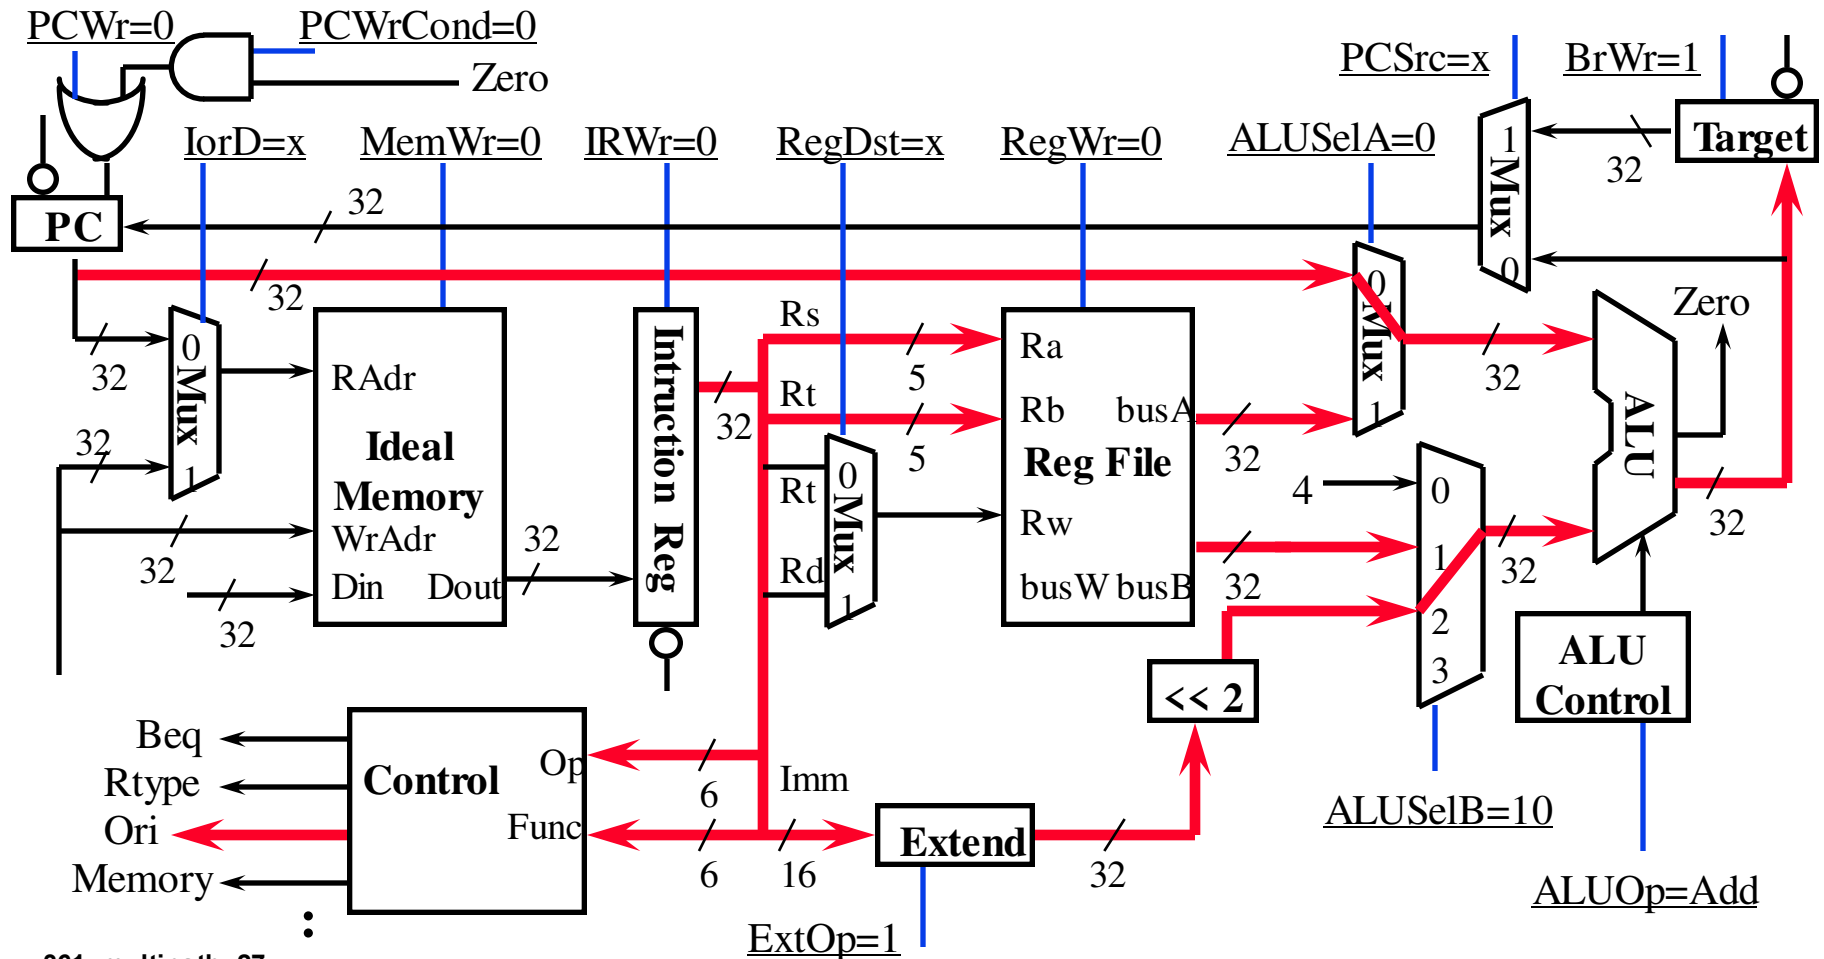 PCWr=0
PCWrCond=0
Zero
PCSrc=x
BrWr=1
IorD=x
MemWr=0
IRWr=0
RegDst=x
RegWr=0
ALUSelA=0
1
Mux
0
32
Target
PC
32
32
0
Mux
1
32
32
32
32
RAdr
Ideal
Memory
WrAdr
Din
Dout
32
Intruction Reg
32
Rs
5
Rt
5
Rt
Rd
0
Mux
1
Ra
Rb
busA
Reg File
Rw
busW
busB
32
32
0
Mux
1
32
4
0
1
2
3
32
Zero
ALU
32
<< 2
ALU
Control
Beq
Rtype
Ori
Memory
:
Control
Op
Func
6
6
Imm
16
Extend
32
ExtOp=1
ALUSelB=10
ALUOp=Add